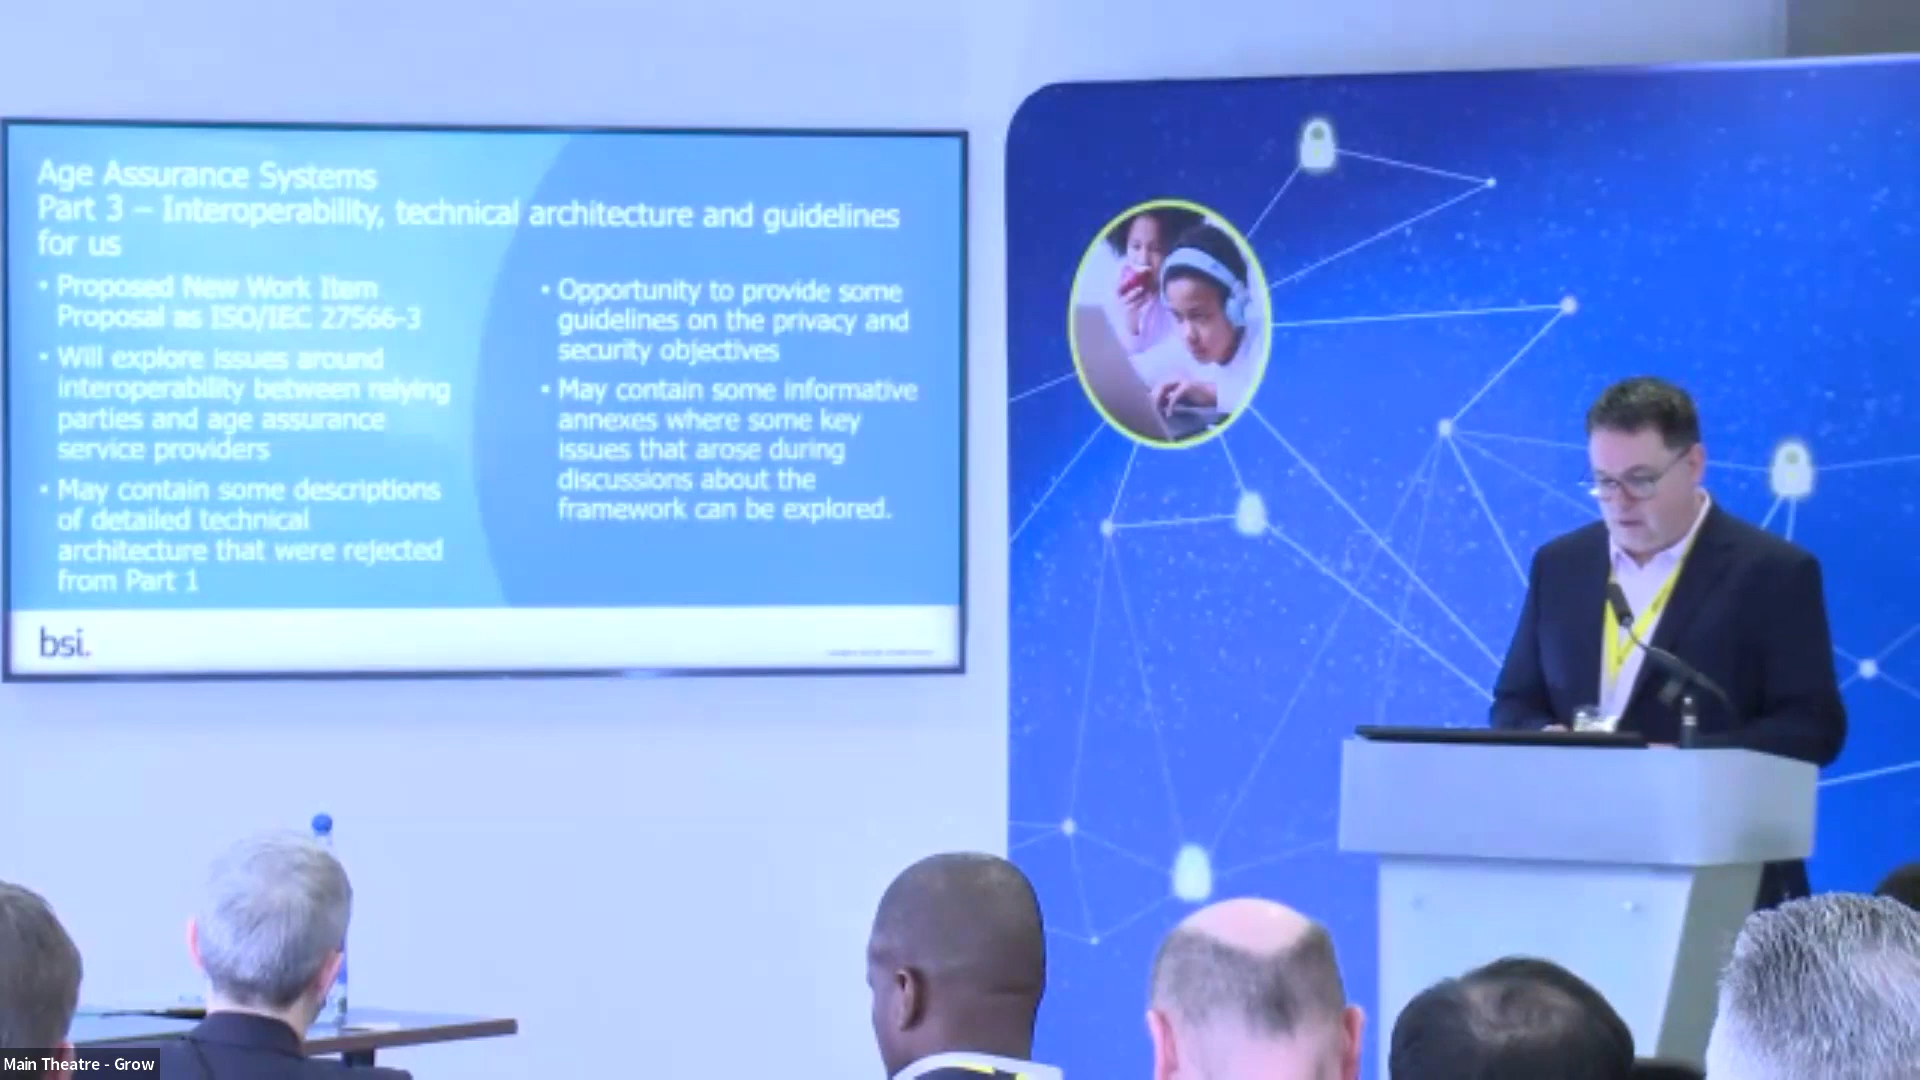 Age Assurance Systems
Part 3 – Interoperability, technical architecture and guidelines
for us
• Proposed New Work Item
Proposal as ISO/IEC 27566-3
• Will explore issues around
interoperability between relying
parties and age assurance
service providers
• May contain some descriptions
of detailed technical
architecture that were rejected
from Part 1
• Opportunity to provide some
guidelines on the privacy and
security objectives
• May contain some informative
annexes where some key
issues that arose during
discussions about the
framework can be explored.
bsi.
Main Theatre - Grow